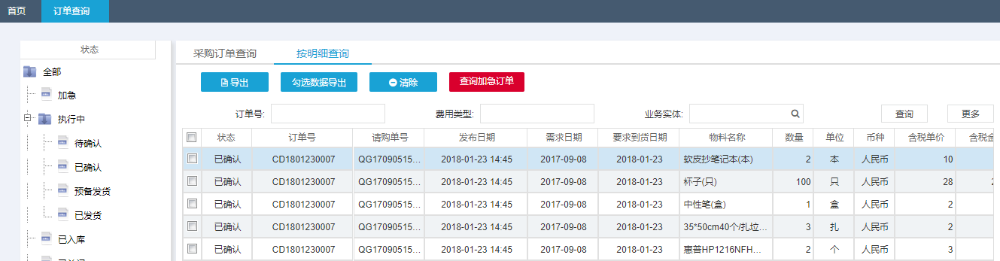 首页 订单查询
状态
全部
加急
执行中
待确认
已确认
预备发货
已发货
已入库
采购订单查询 按明细查询
导出 勾选数据导出 清除 查询加急订单
订单号: 费用类型: 业务实体: 查询 更多
状态 订单号 请购单号 发布日期 需求日期 要求到货日期 物料名称 数量 单位 币种 含税单价 含税金
已确认 CD1801230007 QG17090515... 2018-01-23 14:45 2017-09-08 2018-01-23 软皮抄笔记本(本) 2 本 人民币 10
已确认 CD1801230007 QG17090515... 2018-01-23 14:45 2017-09-08 2018-01-23 杯子(只) 100 只 人民币 28
已确认 CD1801230007 QG17090515... 2018-01-23 14:45 2017-09-08 2018-01-23 中性笔(盒) 1 盒 人民币 2
已确认 CD1801230007 QG17090515... 2018-01-23 14:45 2017-09-08 2018-01-23 35*50cm40个/扎垃... 3 扎 人民币 2
已确认 CD1801230007 QG17090515... 2018-01-23 14:45 2017-09-08 2018-01-23 惠普HP1216NFH... 2 个 人民币 3